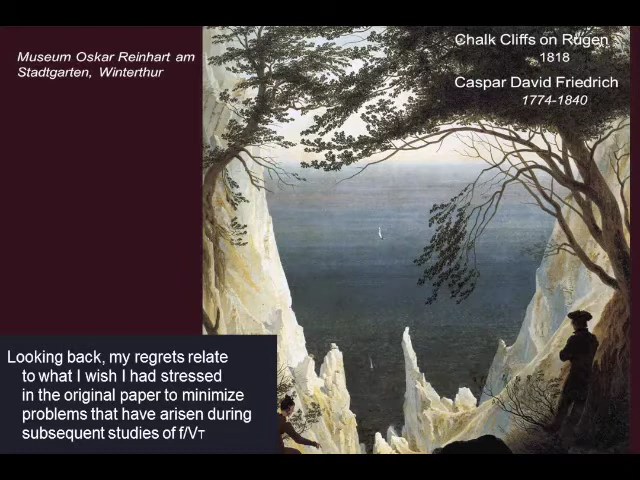 Museum Oskar Reinhart am
Stadtgarten, Winterthur
Chalk Cliffs on Rügen
1818
Caspar David Friedrich
1774-1840
Looking back, my regrets relate
to what I wish I had stressed
in the original paper to minimize
problems that have arisen during
subsequent studies of f/VT